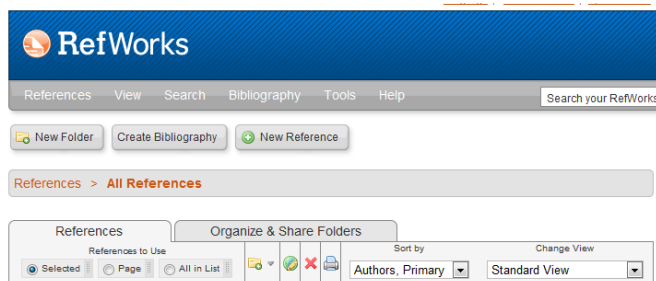 RefWorks
References View Search Bibliography Tools Help Search your RefWorks
New Folder Create Bibliography New Reference
References > All References
References Organize & Share Folders
References to Use Sort by Change View
Selected Page All in List Authors, Primary Standard View